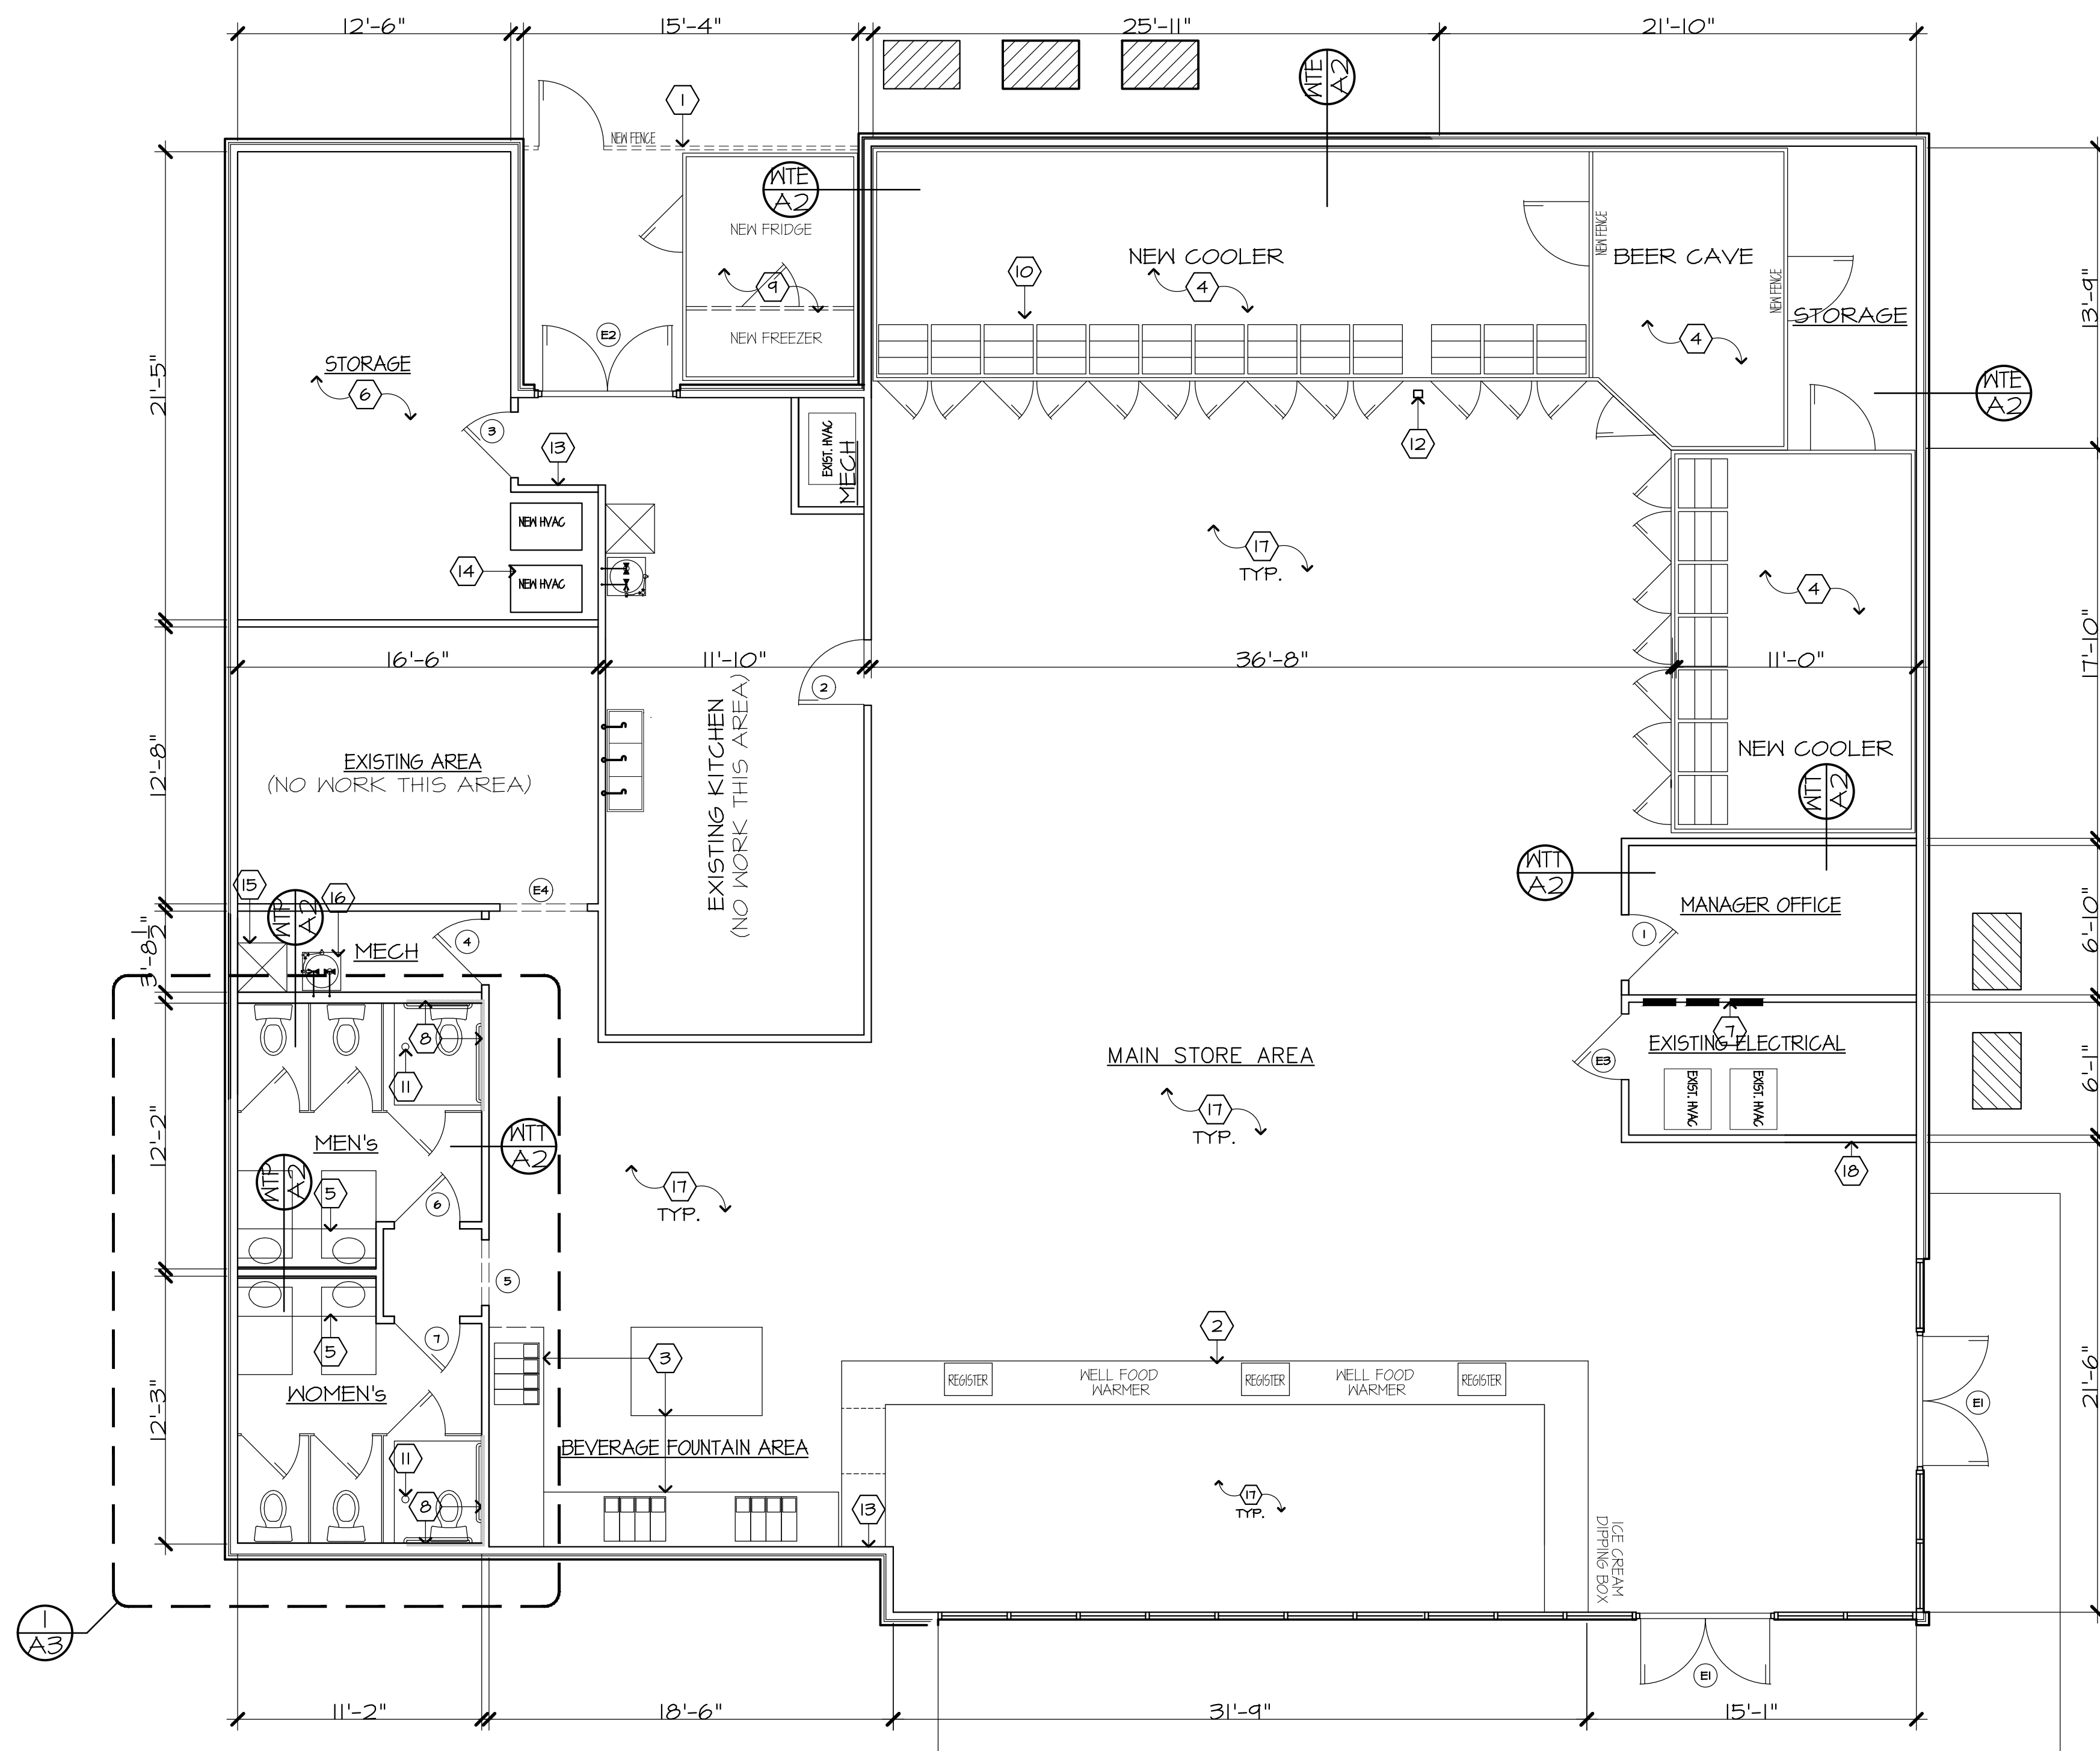 12'-6"
15'-4"
25'-11"
21'-10"
WTE
A2
1
NEW FENCE
WTE
A2
NEW FRIDGE
9
NEW FREEZER
E2
10
NEW COOLER
4
NEW FENCE
BEER CAVE
4
NEW FENCE
STORAGE
13'-9"
WTE
A2
21'-5"
STORAGE
6
3
13
EXIST. HVAC
MECH
12
NEW HVAC
14
NEW HVAC
17
TYP.
4
16'-6"
11'-10"
36'-8"
11'-0"
17'-10"
2
12'-8"
EXISTING AREA
(NO WORK THIS AREA)
EXISTING KITCHEN
(NO WORK THIS AREA)
NEW COOLER
WTT
A2
WTT
A2
15
WTP
A2
16
E4
4
MECH
3'-8 1/2"
MANAGER OFFICE
1
6'-10"
8
11
MAIN STORE AREA
7
EXISTING ELECTRICAL
E3
EXIST. HVAC
EXIST. HVAC
6'-1"
17
TYP.
12'-2"
MEN's
WTT
A2
WTP
A2
5
6
17
TYP.
18
5
5
7
3
2
REGISTER
WELL FOOD
WARMER
REGISTER
WELL FOOD
WARMER
REGISTER
E1
21'-6"
12'-3"
WOMEN's
BEVERAGE FOUNTAIN AREA
11
8
13
17
TYP.
ICE CREAM
DIPPING BOX
1
A3
E1
11'-2"
18'-6"
31'-9"
15'-1"